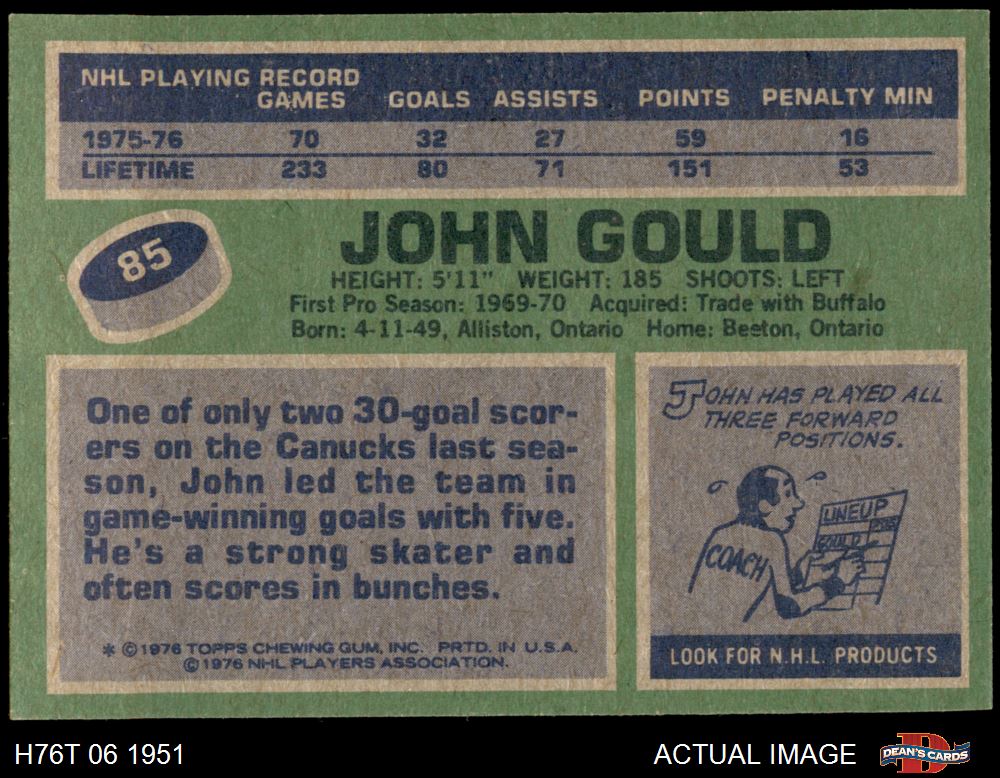 NHL PLAYING RECORD
GAMES GOALS ASSISTS POINTS PENALTY MIN
1975-76 70 32 27 59 16
LIFETIME 233 80 71 151 53
85
JOHN GOULD
HEIGHT: 5'11" WEIGHT: 185 SHOOTS: LEFT
First Pro Season: 1969-70 Acquired: Trade with Buffalo
Born: 4-11-49, Alliston, Ontario Home: Beeton, Ontario
One of only two 30-goal scor-
ers on the Canucks last sea-
son, John led the team in
game-winning goals with five.
He's a strong skater and
often scores in bunches.
* © 1976 TOPPS CHEWING GUM, INC. PRTD. IN U.S.A.
© 1976 NHL PLAYERS ASSOCIATION.
JOHN HAS PLAYED ALL
THREE FORWARD
POSITIONS.
LINEUP
GOULD
COACH
LOOK FOR N.H.L. PRODUCTS
H76T 06 1951
ACTUAL IMAGE
D
DEAN'S CARDS